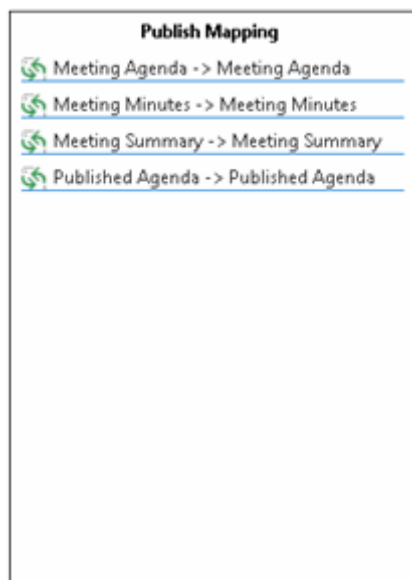 Publish Mapping
Meeting Agenda -> Meeting Agenda
Meeting Minutes -> Meeting Minutes
Meeting Summary -> Meeting Summary
Published Agenda -> Published Agenda